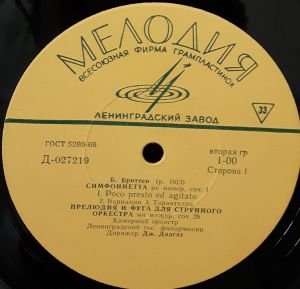 МЕЛОДИЯ
ВСЕСОЮЗНАЯ ФИРМА ГРАМПЛАСТИНОК
33
ЛЕНИНГРАДСКИЙ ЗАВОД
ГОСТ 5289-68
вторая гр
Д-027219
1-00
Сторона 1
Б. Бриттен (р. 1913)
СИМФОНИЕТТА ре минор, соч. 1
1. Poco presto ed agitato
2. Вариации 3. Тарантелла
ПРЕЛЮДИЯ И ФУГА ДЛЯ СТРУННОГО
ОРКЕСТРА ми мажор, соч. 29
Камерный оркестр
Ленинградской гос. филармонии
Дирижер Дж. Далгат